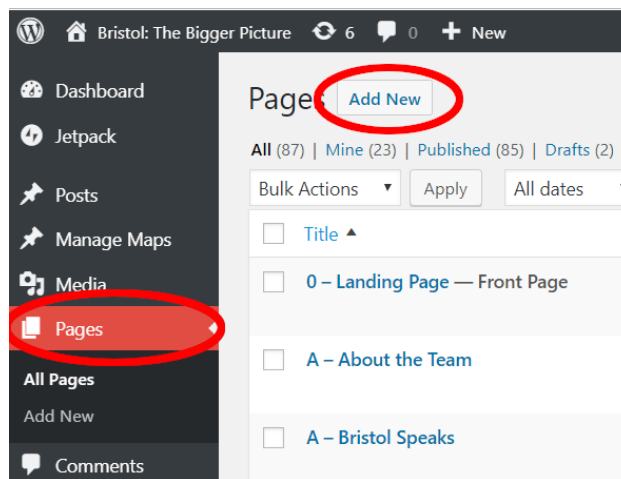 Bristol: The Bigger Picture 6 0 New
Dashboard
Jetpack
Posts
Manage Maps
Media
Pages
All Pages
Add New
Comments
Pages Add New
All (87) | Mine (23) | Published (85) | Drafts (2)
Bulk Actions Apply All dates
Title
0 – Landing Page — Front Page
A – About the Team
A – Bristol Speaks